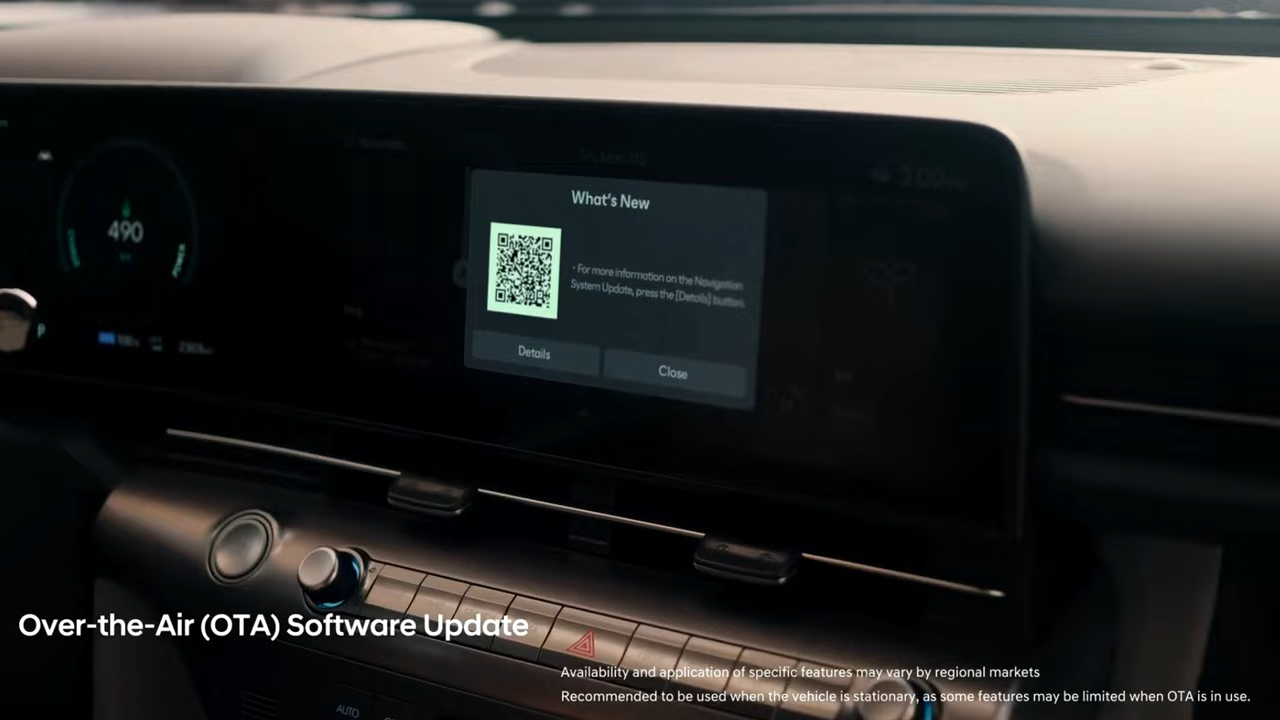 What's New
490
POWER
· For more information on the Navigation
System Update, press the [Details] button.
P
Details
Close
Over-the-Air (OTA) Software Update
Availability and application of specific features may vary by regional markets
Recommended to be used when the vehicle is stationary, as some features may be limited when OTA is in use.
AUTO